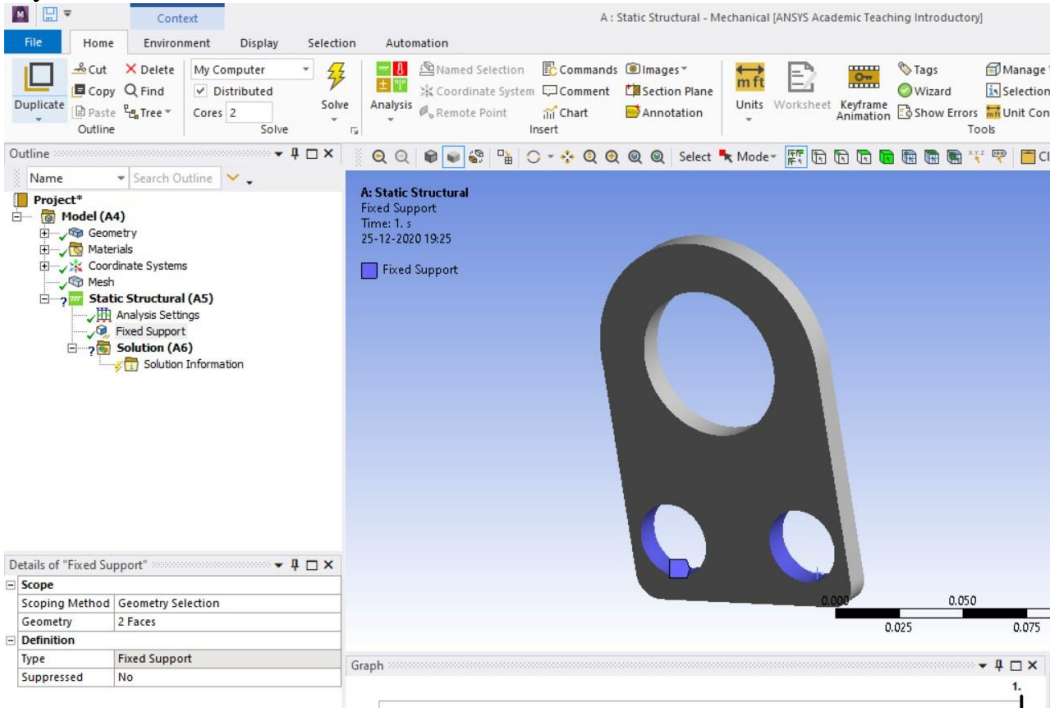 Context
A : Static Structural - Mechanical [ANSYS Academic Teaching Introductory]
File Home Environment Display Selection Automation
Duplicate
Cut
Copy
Paste
Delete
Find
Tree
Outline
My Computer
Distributed
Cores 2
Solve
Solve
Analysis
Named Selection
Coordinate System
Remote Point
Commands
Comment
Chart
Images
Section Plane
Annotation
Insert
m ft
Units
Worksheet
Keyframe
Animation
Tags
Wizard
Show Errors
Manage
Selection
Unit Con
Tools
Outline
Name Search Outline
Select Mode
Project*
Model (A4)
Geometry
Materials
Coordinate Systems
Mesh
Static Structural (A5)
Analysis Settings
Fixed Support
Solution (A6)
Solution Information
A: Static Structural
Fixed Support
Time: 1. s
25-12-2020 19:25
Fixed Support
0.000 0.050
0.025 0.075
Details of "Fixed Support"
Scope
Scoping Method Geometry Selection
Geometry 2 Faces
Definition
Type Fixed Support
Suppressed No
Graph
1.